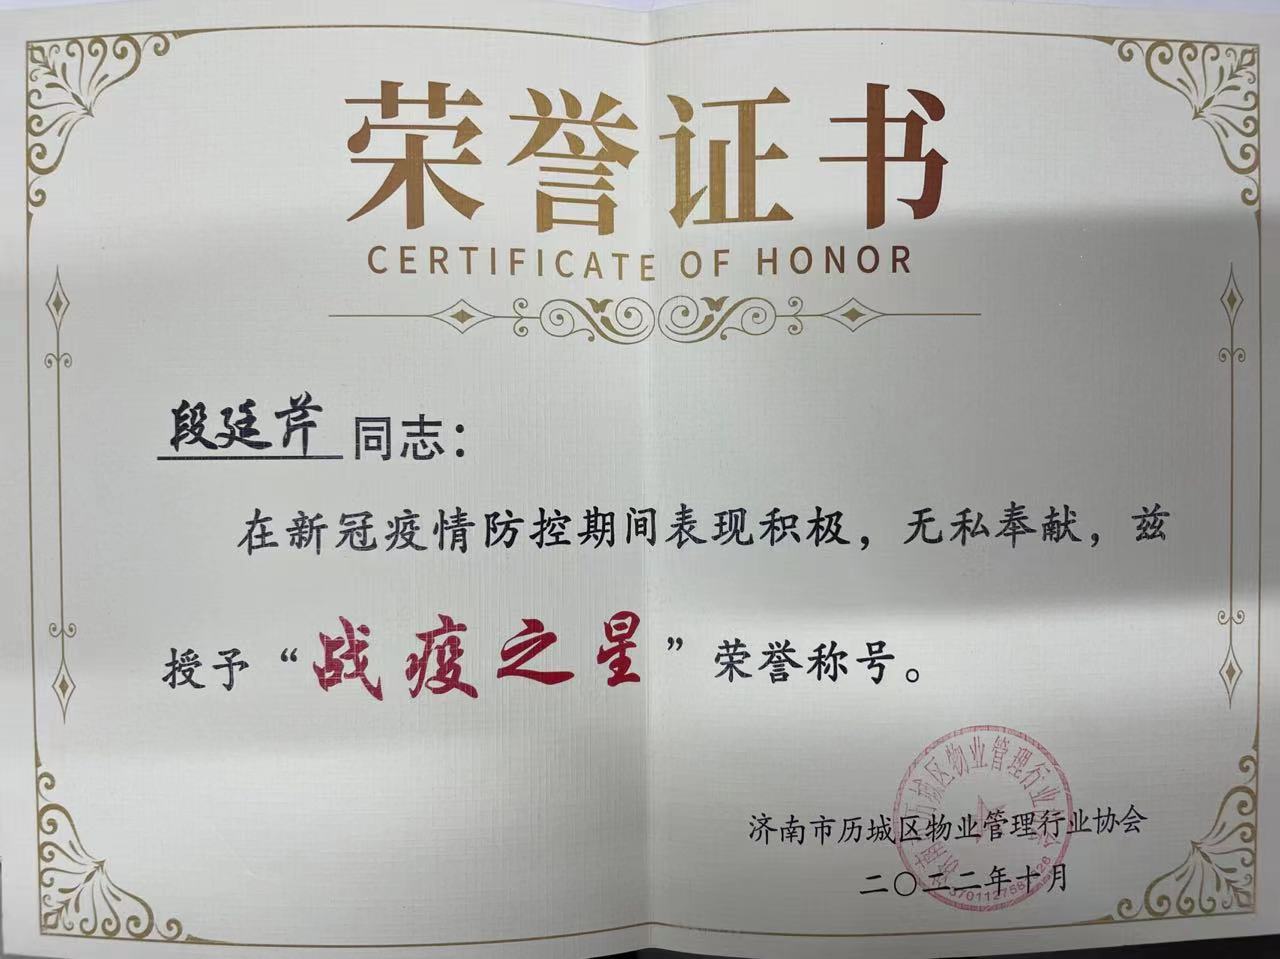 荣誉证书
CERTIFICATE OF HONOR
段廷芹 同志：
在新冠疫情防控期间表现积极，无私奉献，兹
授予“战疫之星”荣誉称号。
济南市历城区物业管理行业协会
二〇二二年十月